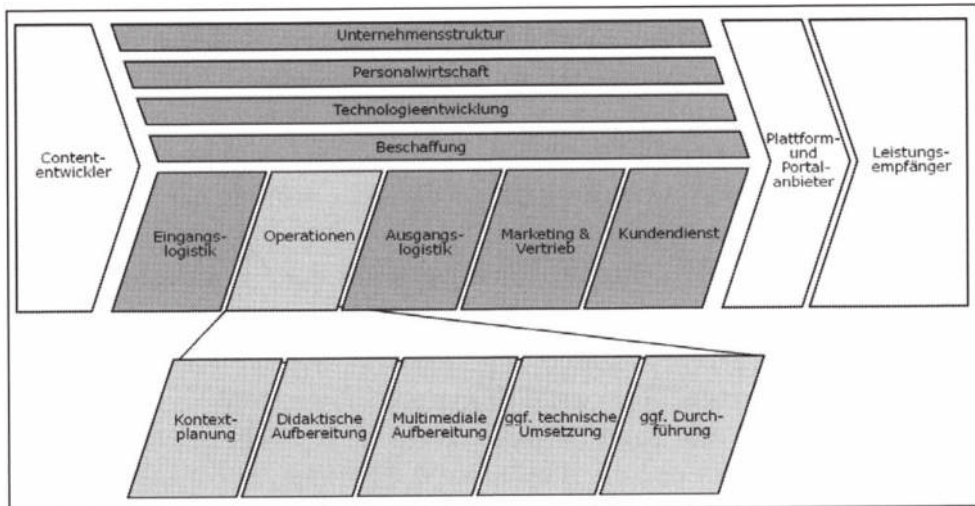 Unternehmensstruktur
Personalwirtschaft
Technologieentwicklung
Beschaffung
Content-
entwickler
Plattform-
und
Portal-
anbieter
Leistungs-
empfänger
Eingangs-
logistik
Operationen
Ausgangs-
logistik
Marketing &
Vertrieb
Kundendienst
Kontext-
planung
Didaktische
Aufbereitung
Multimediale
Aufbereitung
ggf. technische
Umsetzung
ggf. Durch-
führung